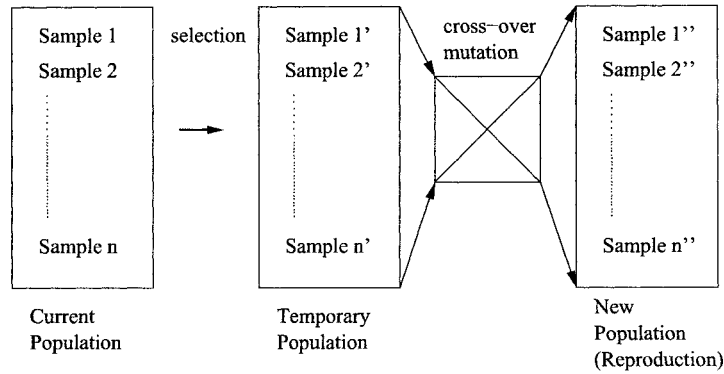 Sample 1
Sample 2
Sample n
Current
Population
selection
Sample 1’
Sample 2’
Sample n’
Temporary
Population
cross−over
mutation
Sample 1’’
Sample 2’’
Sample n’’
New
Population
(Reproduction)